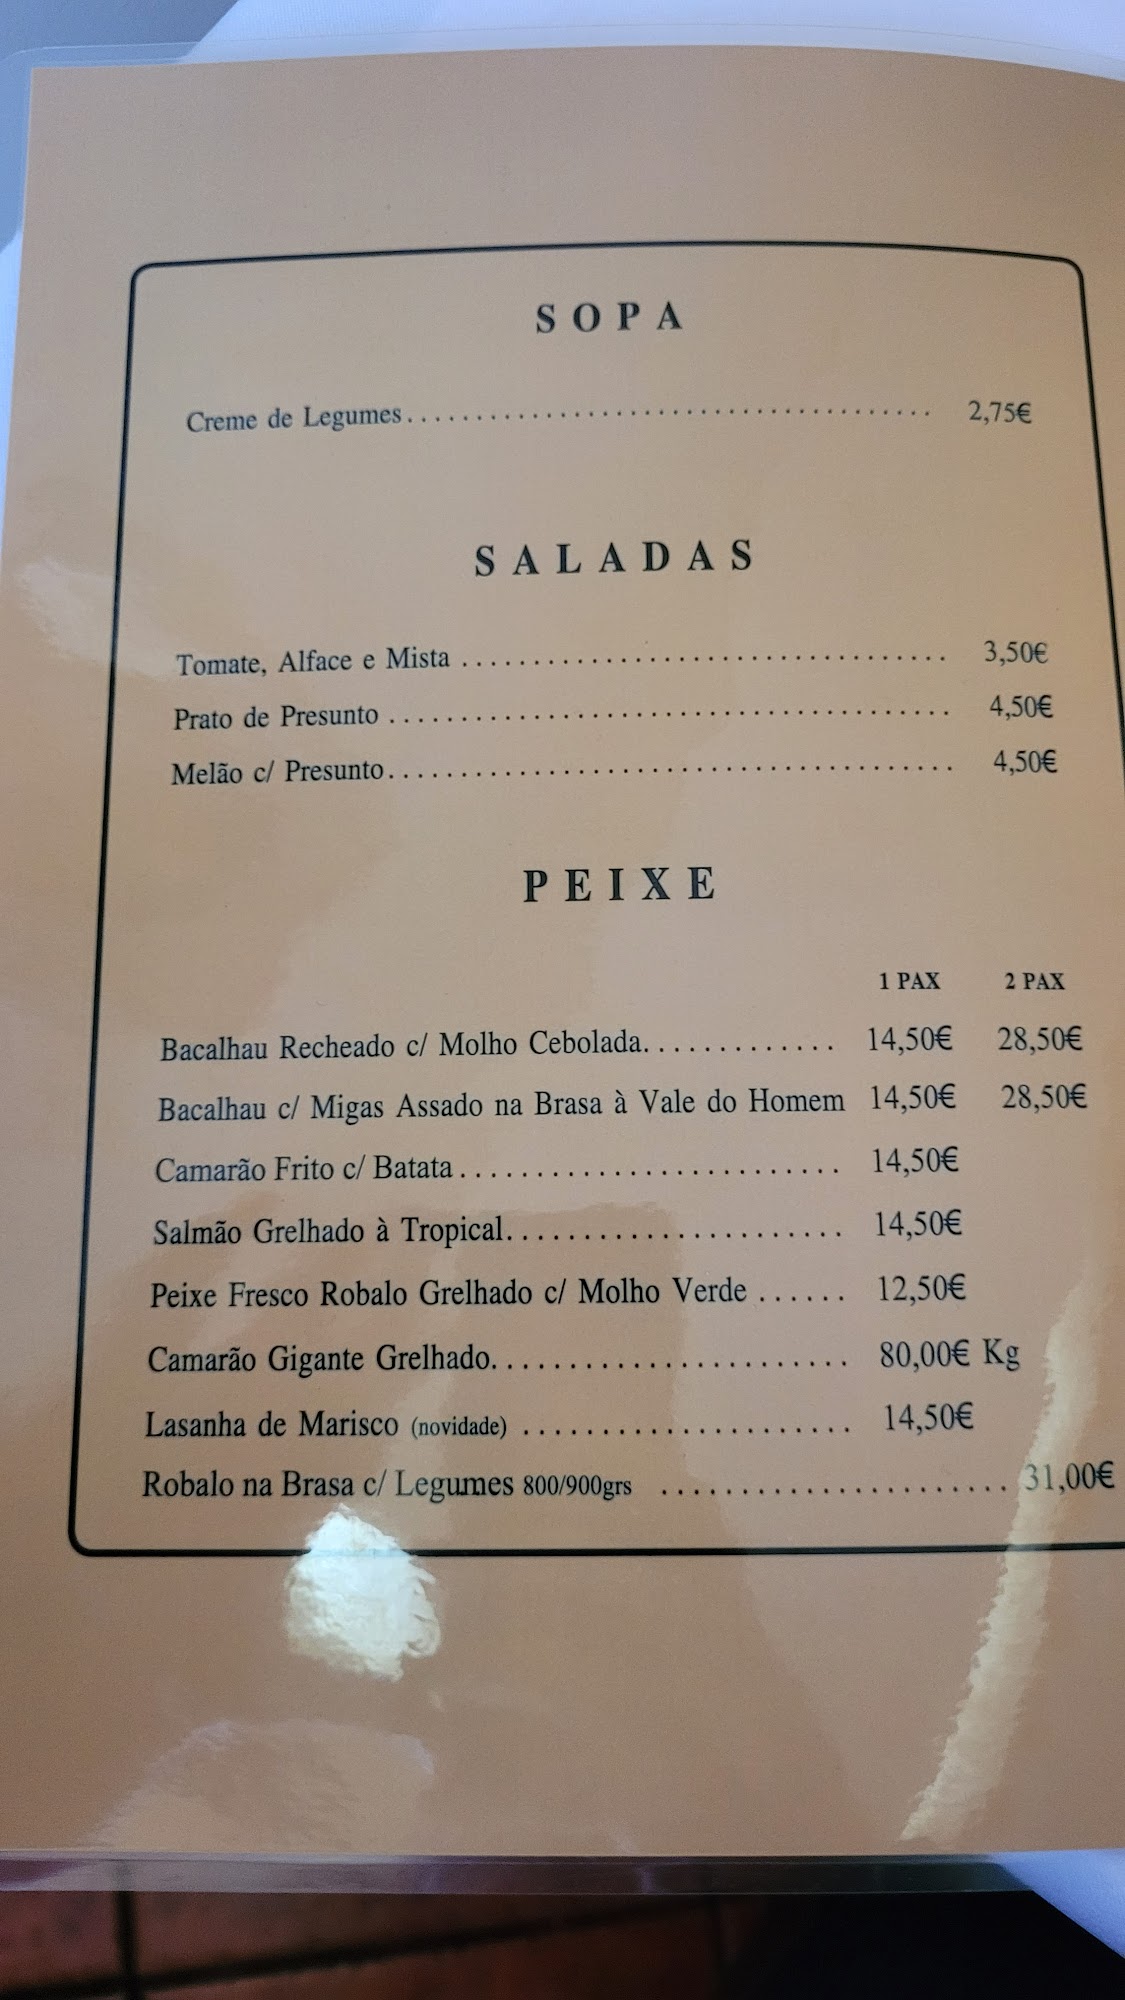 SOPA
Creme de Legumes...................................... 2,75€
SALADAS
Tomate, Alface e Mista .................................. 3,50€
Prato de Presunto ....................................... 4,50€
Melão c/ Presunto....................................... 4,50€
PEIXE
1 PAX 2 PAX
Bacalhau Recheado c/ Molho Cebolada............. 14,50€ 28,50€
Bacalhau c/ Migas Assado na Brasa à Vale do Homem 14,50€ 28,50€
Camarão Frito c/ Batata......................... 14,50€
Salmão Grelhado à Tropical...................... 14,50€
Peixe Fresco Robalo Grelhado c/ Molho Verde ...... 12,50€
Camarão Gigante Grelhado....................... 80,00€ Kg
Lasanha de Marisco (novidade) ..................... 14,50€
Robalo na Brasa c/ Legumes 800/900grs ...................... 31,00€